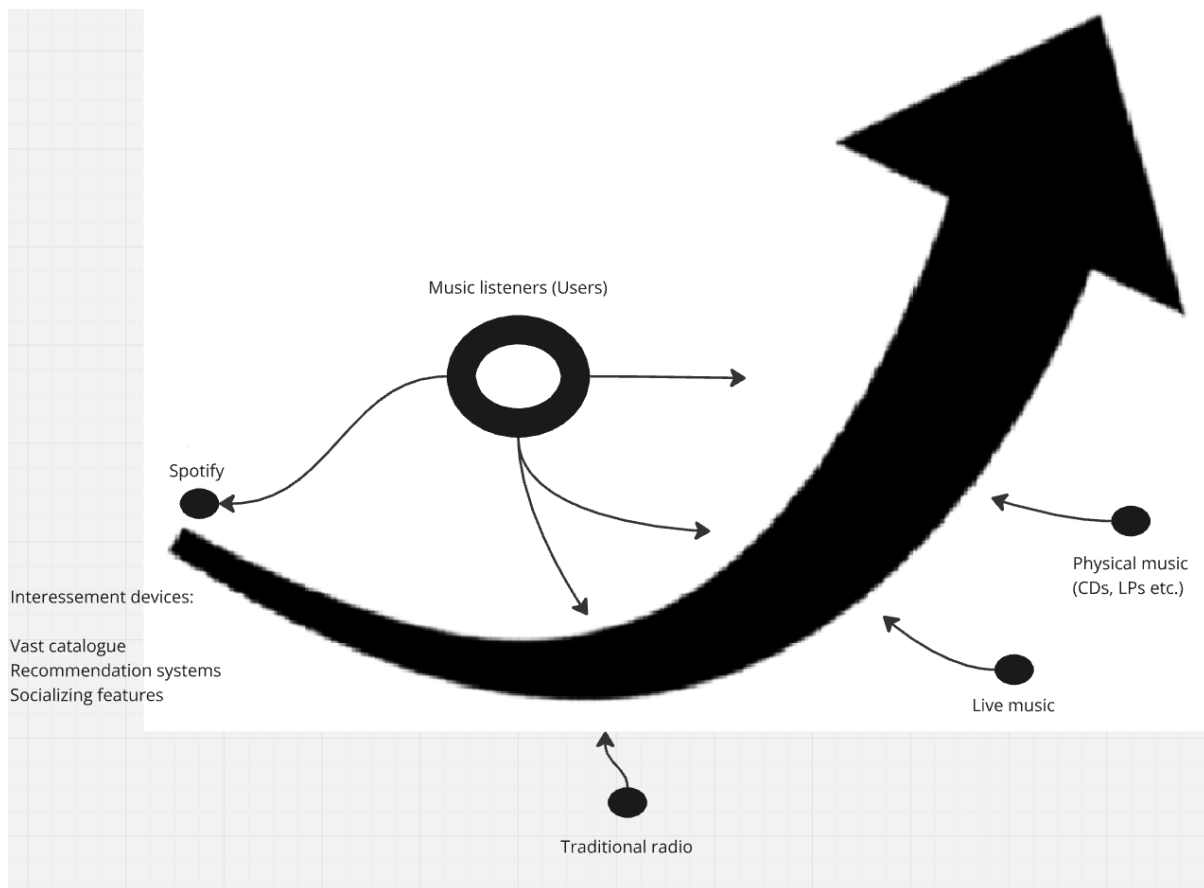 Music listeners (Users)
Spotify
Interessement devices:
Vast catalogue
Recommendation systems
Socializing features
Physical music
(CDs, LPs etc.)
Live music
Traditional radio